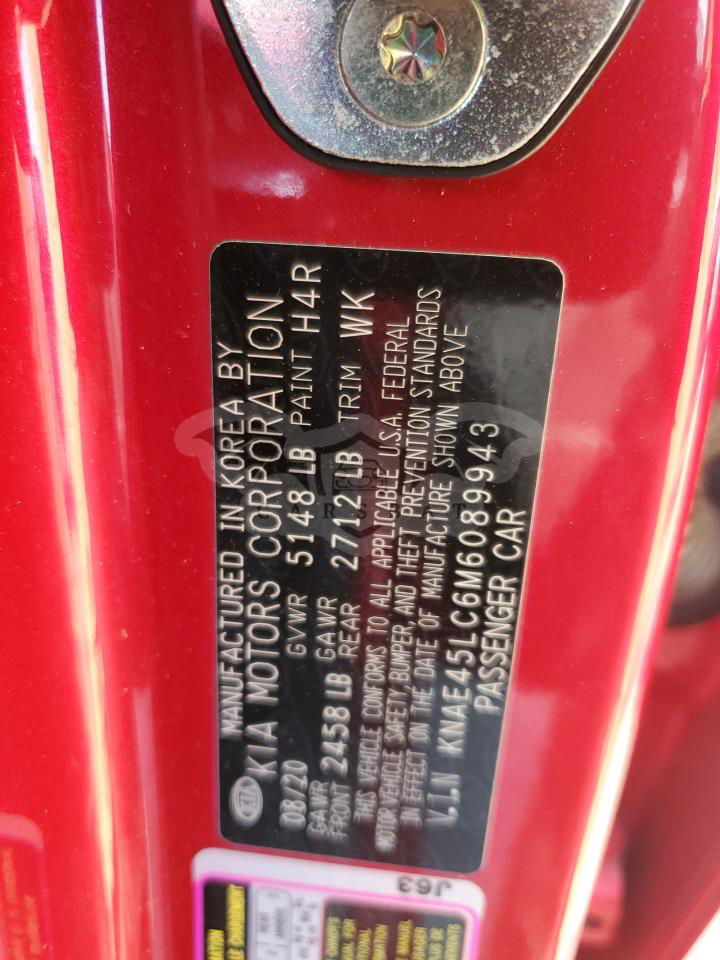 KIA
MANUFACTURED IN KOREA BY
KIA MOTORS CORPORATION
08/20 GVWR 5148 LB PAINT H4R
GAWR FRONT 2458 LB GAWR REAR 2712 LB TRIM WK
THIS VEHICLE CONFORMS TO ALL APPLICABLE U.S.A. FEDERAL
MOTOR VEHICLE SAFETY, BUMPER, AND THEFT PREVENTION STANDARDS
IN EFFECT ON THE DATE OF MANUFACTURE SHOWN ABOVE
V.I.N KNAE45LC6M6089943
PASSENGER CAR
J63